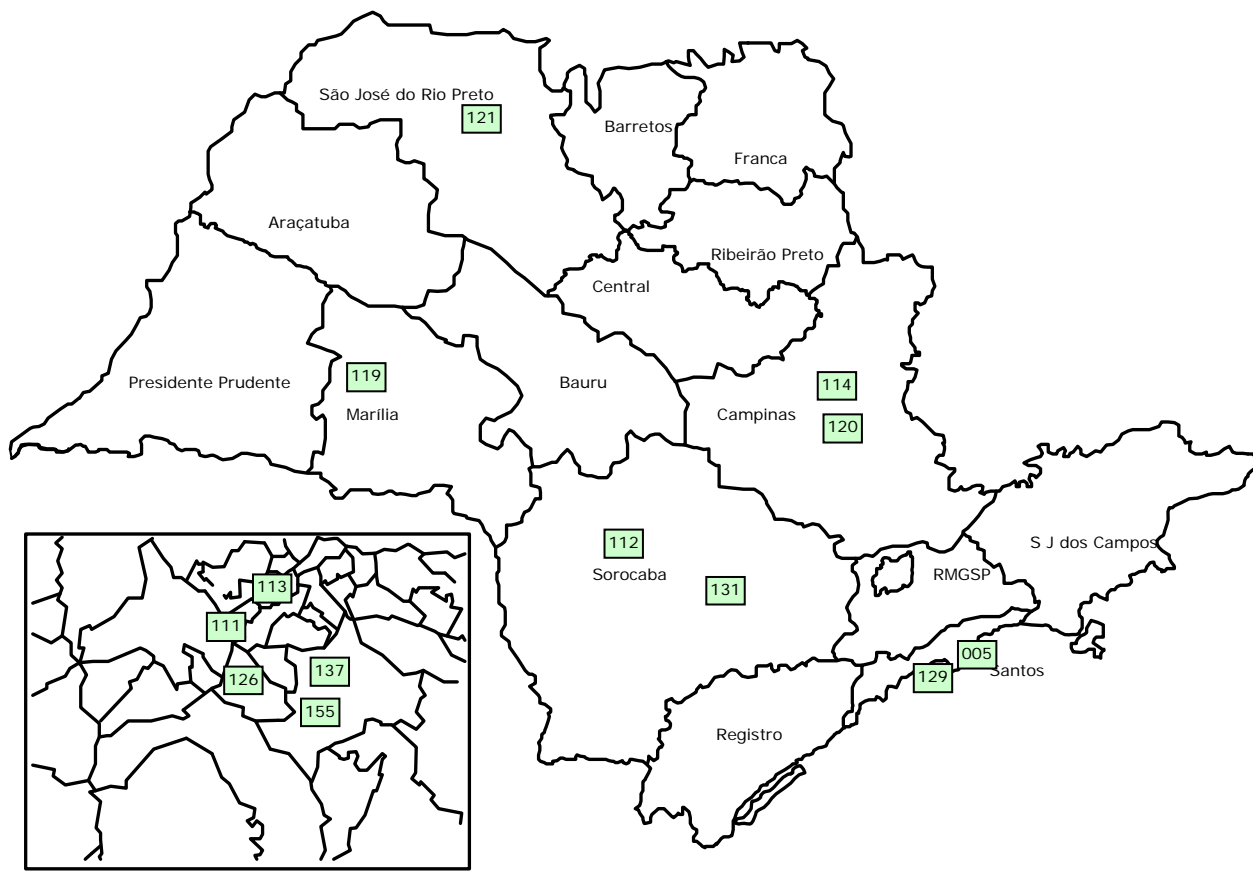 São José do Rio Preto
121
Barretos
Franca
Araçatuba
Ribeirão Preto
Central
Presidente Prudente
119
Marília
Bauru
114
Campinas
120
112
Sorocaba
131
S J dos Campos
RMGSP
005
129
Santos
Registro
113
111
126
137
155